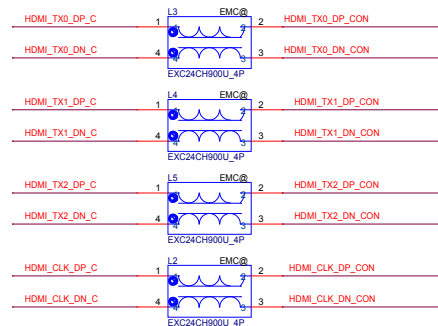 L3 EMC@
HDMI_TX0_DP_C 1 2 HDMI_TX0_DP_CON
HDMI_TX0_DN_C 4 3 HDMI_TX0_DN_CON
EXC24CH900U_4P
L4 EMC@
HDMI_TX1_DP_C 1 2 HDMI_TX1_DP_CON
HDMI_TX1_DN_C 4 3 HDMI_TX1_DN_CON
EXC24CH900U_4P
L5 EMC@
HDMI_TX2_DP_C 1 2 HDMI_TX2_DP_CON
HDMI_TX2_DN_C 4 3 HDMI_TX2_DN_CON
EXC24CH900U_4P
L2 EMC@
HDMI_CLK_DP_C 1 2 HDMI_CLK_DP_CON
HDMI_CLK_DN_C 4 3 HDMI_CLK_DN_CON
EXC24CH900U_4P